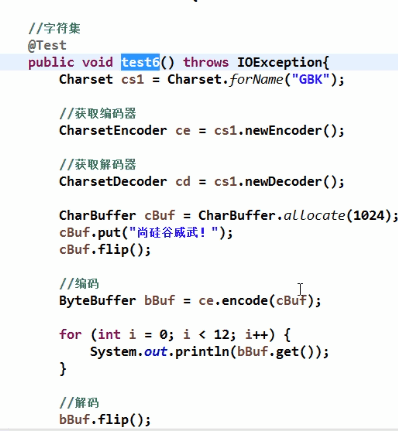 //字符集
@Test
public void test6() throws IOException{
Charset cs1 = Charset.forName("GBK");
//获取编码器
CharsetEncoder ce = cs1.newEncoder();
//获取解码器
CharsetDecoder cd = cs1.newDecoder();
CharBuffer cBuf = CharBuffer.allocate(1024);
cBuf.put("尚硅谷威武！");
cBuf.flip();
//编码
ByteBuffer bBuf = ce.encode(cBuf);
for (int i = 0; i < 12; i++) {
System.out.println(bBuf.get());
}
//解码
bBuf.flip();